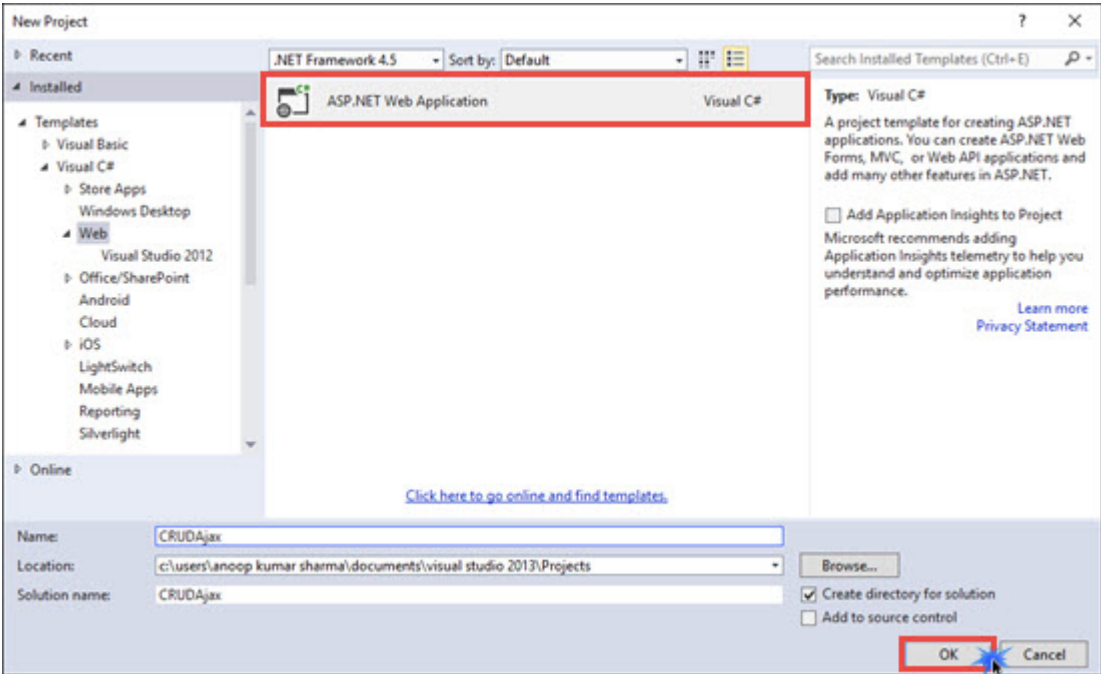 New Project
? ×
Recent
.NET Framework 4.5 Sort by: Default
Search Installed Templates (Ctrl+E)
Installed
Templates
Visual Basic
Visual C#
Store Apps
Windows Desktop
Web
Visual Studio 2012
Office/SharePoint
Android
Cloud
iOS
LightSwitch
Mobile Apps
Reporting
Silverlight
Online
C#
ASP.NET Web Application Visual C#
Click here to go online and find templates.
Type: Visual C#
A project template for creating ASP.NET
applications. You can create ASP.NET Web
Forms, MVC, or Web API applications and
add many other features in ASP.NET.
Add Application Insights to Project
Microsoft recommends adding
Application Insights telemetry to help you
understand and optimize application
performance.
Learn more
Privacy Statement
Name: CRUDAjax
Location: c:\users\anoop kumar sharma\documents\visual studio 2013\Projects
Browse...
Solution name: CRUDAjax
Create directory for solution
Add to source control
OK Cancel